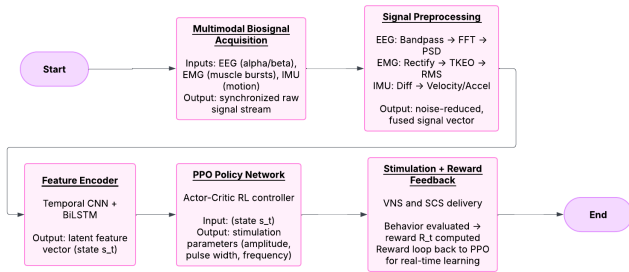 Start
Multimodal Biosignal
Acquisition
Inputs: EEG (alpha/beta),
EMG (muscle bursts), IMU
(motion)
Output: synchronized raw
signal stream
Signal Preprocessing
EEG: Bandpass → FFT →
PSD
EMG: Rectify → TKEO →
RMS
IMU: Diff → Velocity/Accel
Output: noise-reduced,
fused signal vector
Feature Encoder
Temporal CNN +
BiLSTM
Output: latent feature
vector (state s_t)
PPO Policy Network
Actor-Critic RL controller
Input: (state s_t)
Output: stimulation
parameters (amplitude,
pulse width, frequency)
Stimulation + Reward
Feedback
VNS and SCS delivery
Behavior evaluated →
reward R_t computed
Reward loop back to PPO
for real-time learning
End